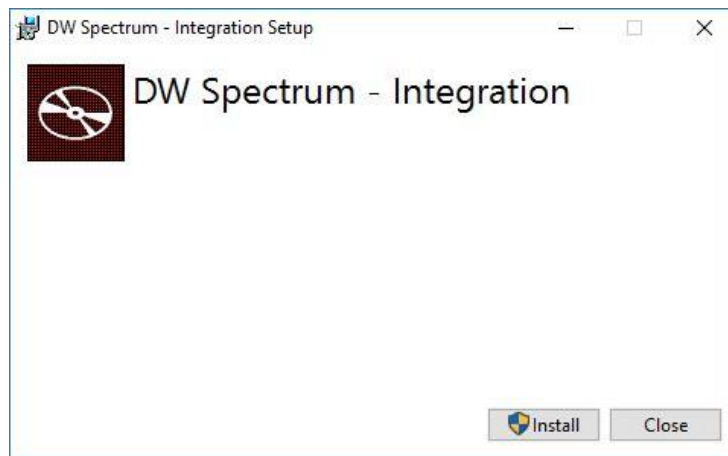 DW Spectrum - Integration Setup
DW Spectrum - Integration
Install Close